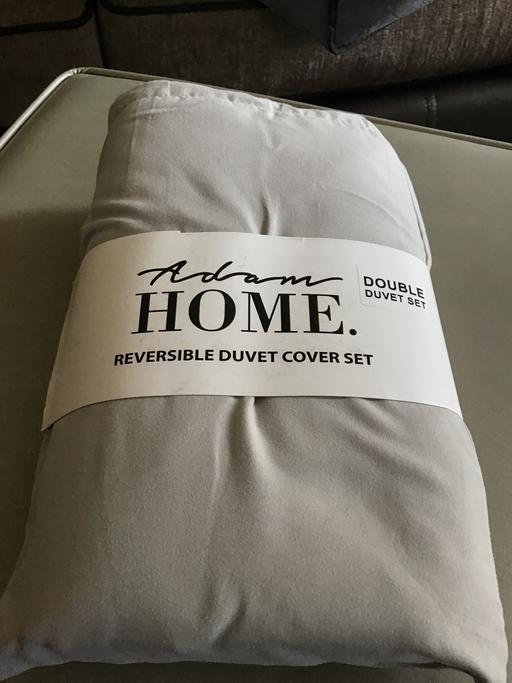 Adam
HOME.
REVERSIBLE DUVET COVER SET
DOUBLE
DUVET SET